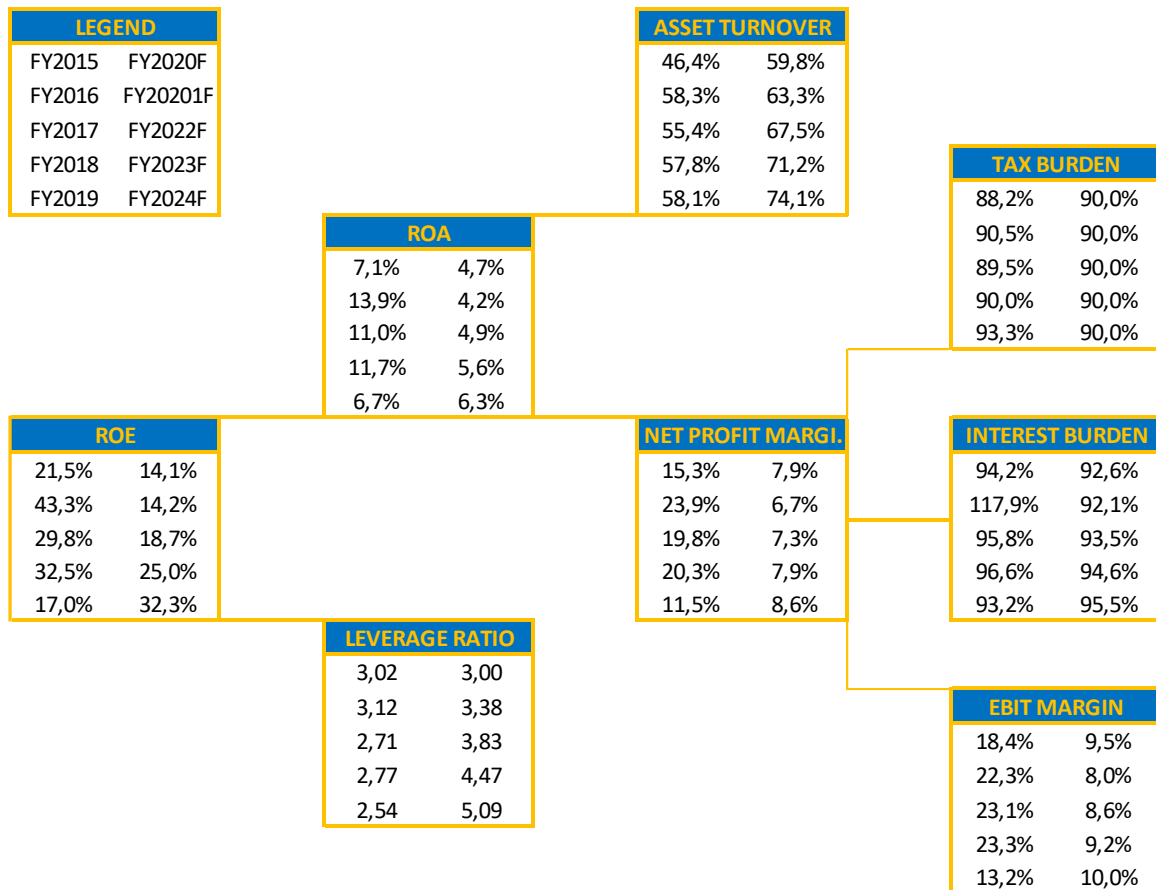 LEGEND
FY2015 FY2020F
FY2016 FY20201F
FY2017 FY2022F
FY2018 FY2023F
FY2019 FY2024F
ASSET TURNOVER
46,4% 59,8%
58,3% 63,3%
55,4% 67,5%
57,8% 71,2%
58,1% 74,1%
TAX BURDEN
88,2% 90,0%
90,5% 90,0%
89,5% 90,0%
90,0% 90,0%
93,3% 90,0%
ROA
7,1% 4,7%
13,9% 4,2%
11,0% 4,9%
11,7% 5,6%
6,7% 6,3%
ROE
21,5% 14,1%
43,3% 14,2%
29,8% 18,7%
32,5% 25,0%
17,0% 32,3%
NET PROFIT MARGI.
15,3% 7,9%
23,9% 6,7%
19,8% 7,3%
20,3% 7,9%
11,5% 8,6%
INTEREST BURDEN
94,2% 92,6%
117,9% 92,1%
95,8% 93,5%
96,6% 94,6%
93,2% 95,5%
LEVERAGE RATIO
3,02 3,00
3,12 3,38
2,71 3,83
2,77 4,47
2,54 5,09
EBIT MARGIN
18,4% 9,5%
22,3% 8,0%
23,1% 8,6%
23,3% 9,2%
13,2% 10,0%